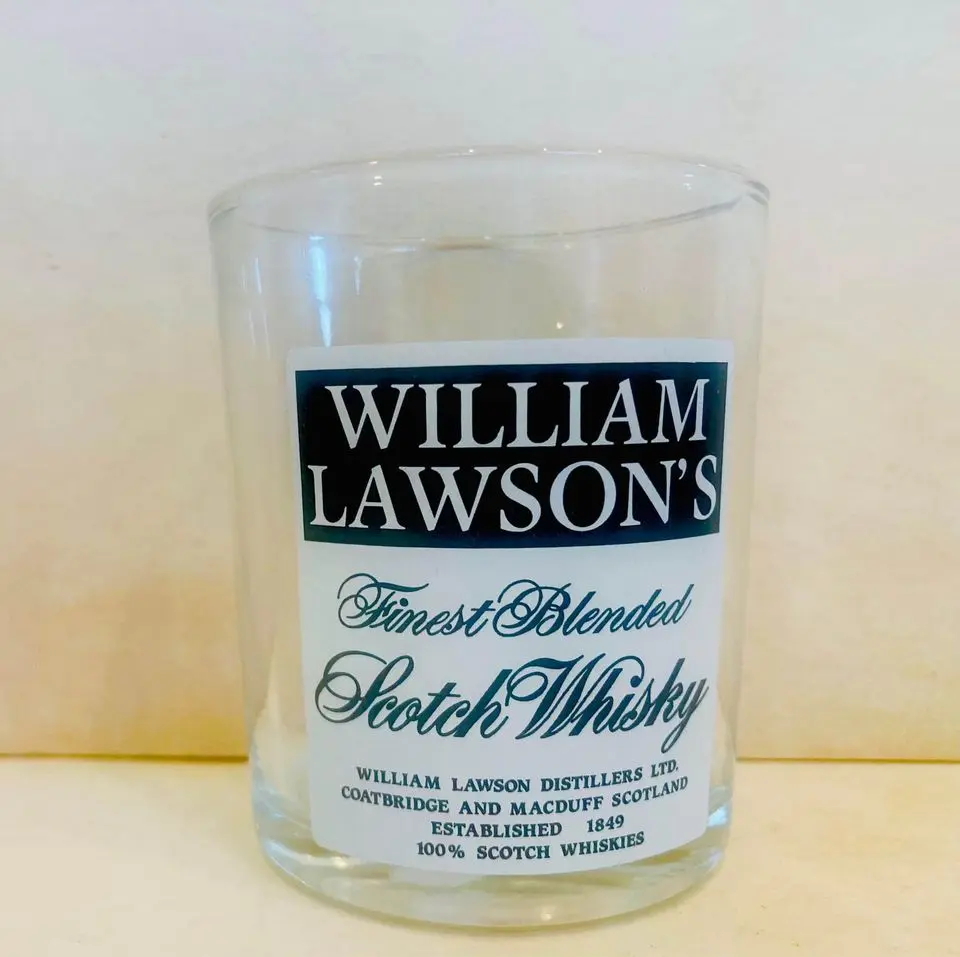 WILLIAM
LAWSON'S
Finest Blended
Scotch Whisky
WILLIAM LAWSON DISTILLERS LTD.
COATBRIDGE AND MACDUFF SCOTLAND
ESTABLISHED 1849
100% SCOTCH WHISKIES